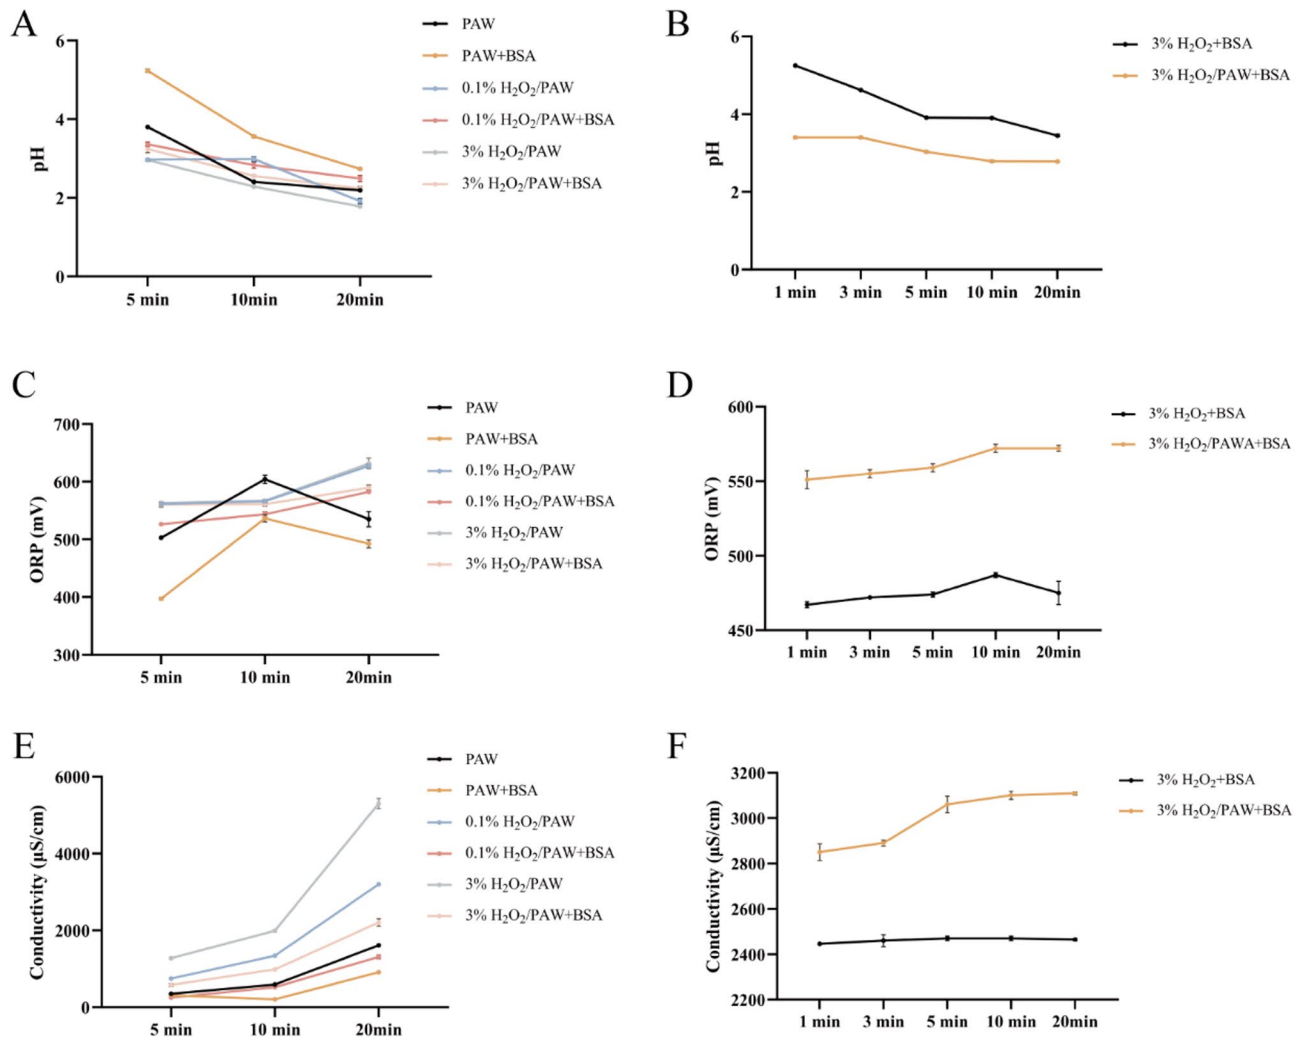 A
6
4
2
0
pH
5 min
10min
20min
PAW
PAW+BSA
0.1% H₂O₂/PAW
0.1% H₂O₂/PAW+BSA
3% H₂O₂/PAW
3% H₂O₂/PAW+BSA
B
6
4
2
0
pH
1 min
3 min
5 min
10 min
20min
3% H₂O₂+BSA
3% H₂O₂/PAW+BSA
C
700
600
500
400
300
ORP (mV)
5 min
10 min
20min
PAW
PAW+BSA
0.1% H₂O₂/PAW
0.1% H₂O₂/PAW+BSA
3% H₂O₂/PAW
3% H₂O₂/PAW+BSA
D
600
550
500
450
ORP (mV)
1 min
3 min
5 min
10 min
20min
3% H₂O₂+BSA
3% H₂O₂/PAWA+BSA
E
6000
4000
2000
0
Conductivity (μS/cm)
5 min
10 min
20min
PAW
PAW+BSA
0.1% H₂O₂/PAW
0.1% H₂O₂/PAW+BSA
3% H₂O₂/PAW
3% H₂O₂/PAW+BSA
F
3200
3000
2800
2600
2400
2200
Conductivity (μS/cm)
1 min
3 min
5 min
10 min
20min
3% H₂O₂+BSA
3% H₂O₂/PAW+BSA